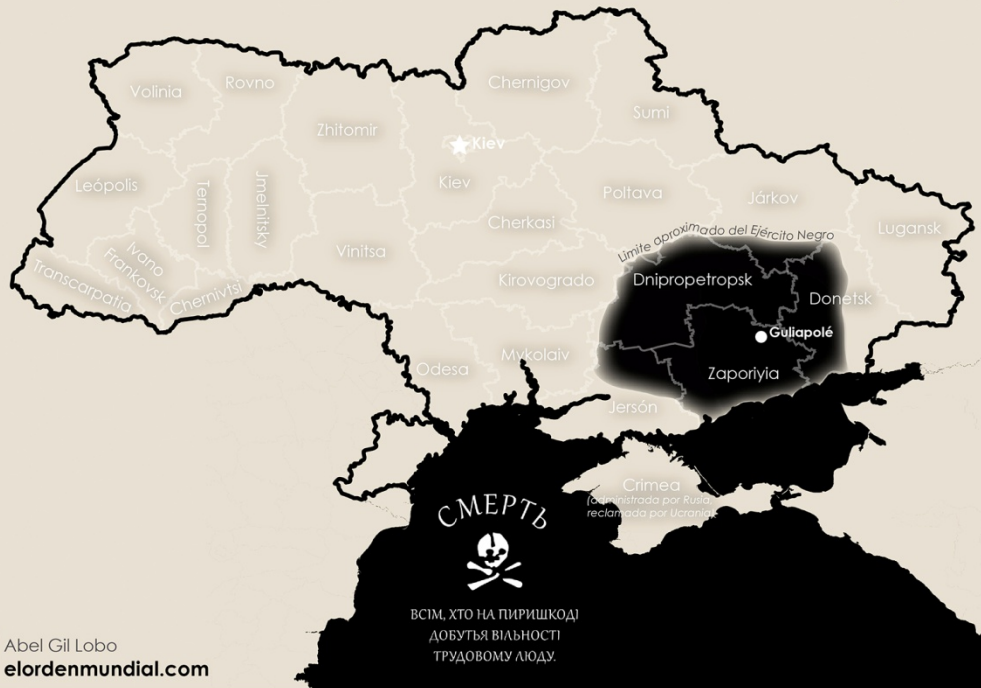 Volinia
Rovno
Chernigov
Sumi
Zhitomir
Kiev
Kiev
Leópolis
Ternopol
Jmelnitsky
Poltava
Járkov
Cherkasi
Lugansk
Vinitsa
Límite aproximado del Ejército Negro
Ivano
Frankovsk
Transcarpatia
Chernivtsi
Kirovogrado
Dnipropetropsk
Donetsk
Guliapolé
Zaporiyia
Mykolaiv
Odesa
Jersón
Crimea
(administrada por Rusia,
reclamada por Ucrania)
СМЕРТЬ
ВСІМ, ХТО НА ПИРИШКОДІ
ДОБУТЬЯ ВІЛЬНОСТІ
ТРУДОВОМУ ЛЮДУ.
Abel Gil Lobo
elordenmundial.com